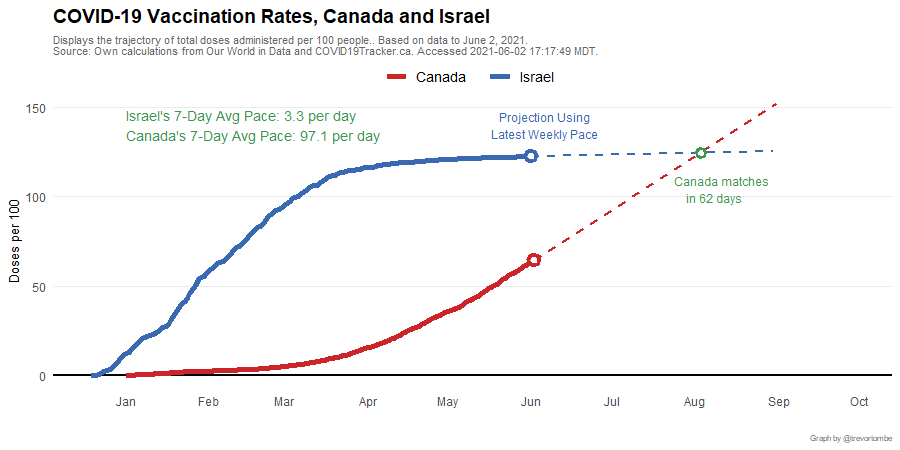 COVID-19 Vaccination Rates, Canada and Israel
Displays the trajectory of total doses administered per 100 people.. Based on data to June 2, 2021.
Source: Own calculations from Our World in Data and COVID19Tracker.ca. Accessed 2021-06-02 17:17:49 MDT.
Canada Israel
Israel's 7-Day Avg Pace: 3.3 per day
Canada's 7-Day Avg Pace: 97.1 per day
Projection Using
Latest Weekly Pace
Canada matches
in 62 days
Doses per 100
150
100
50
0
Jan Feb Mar Apr May Jun Jul Aug Sep Oct
Graph by @trevortombe